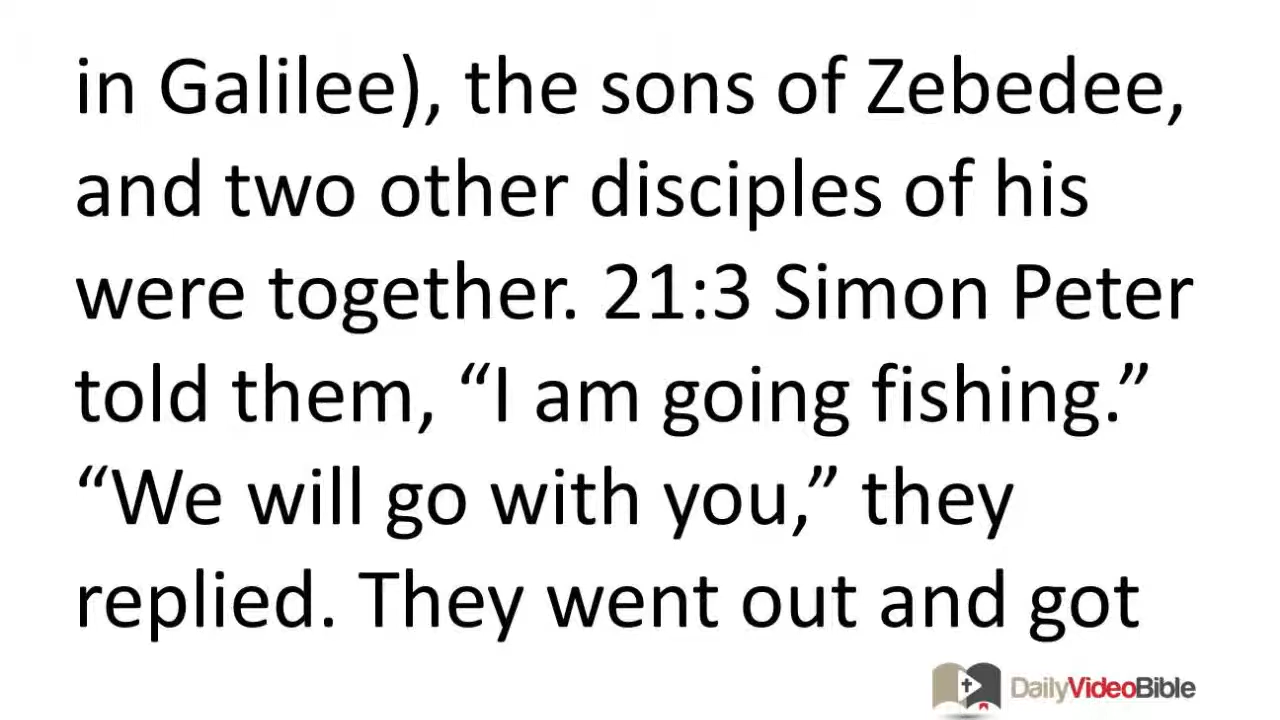 in Galilee), the sons of Zebedee,
and two other disciples of his
were together. 21:3 Simon Peter
told them, “I am going fishing.”
“We will go with you,” they
replied. They went out and got
DailyVideoBible